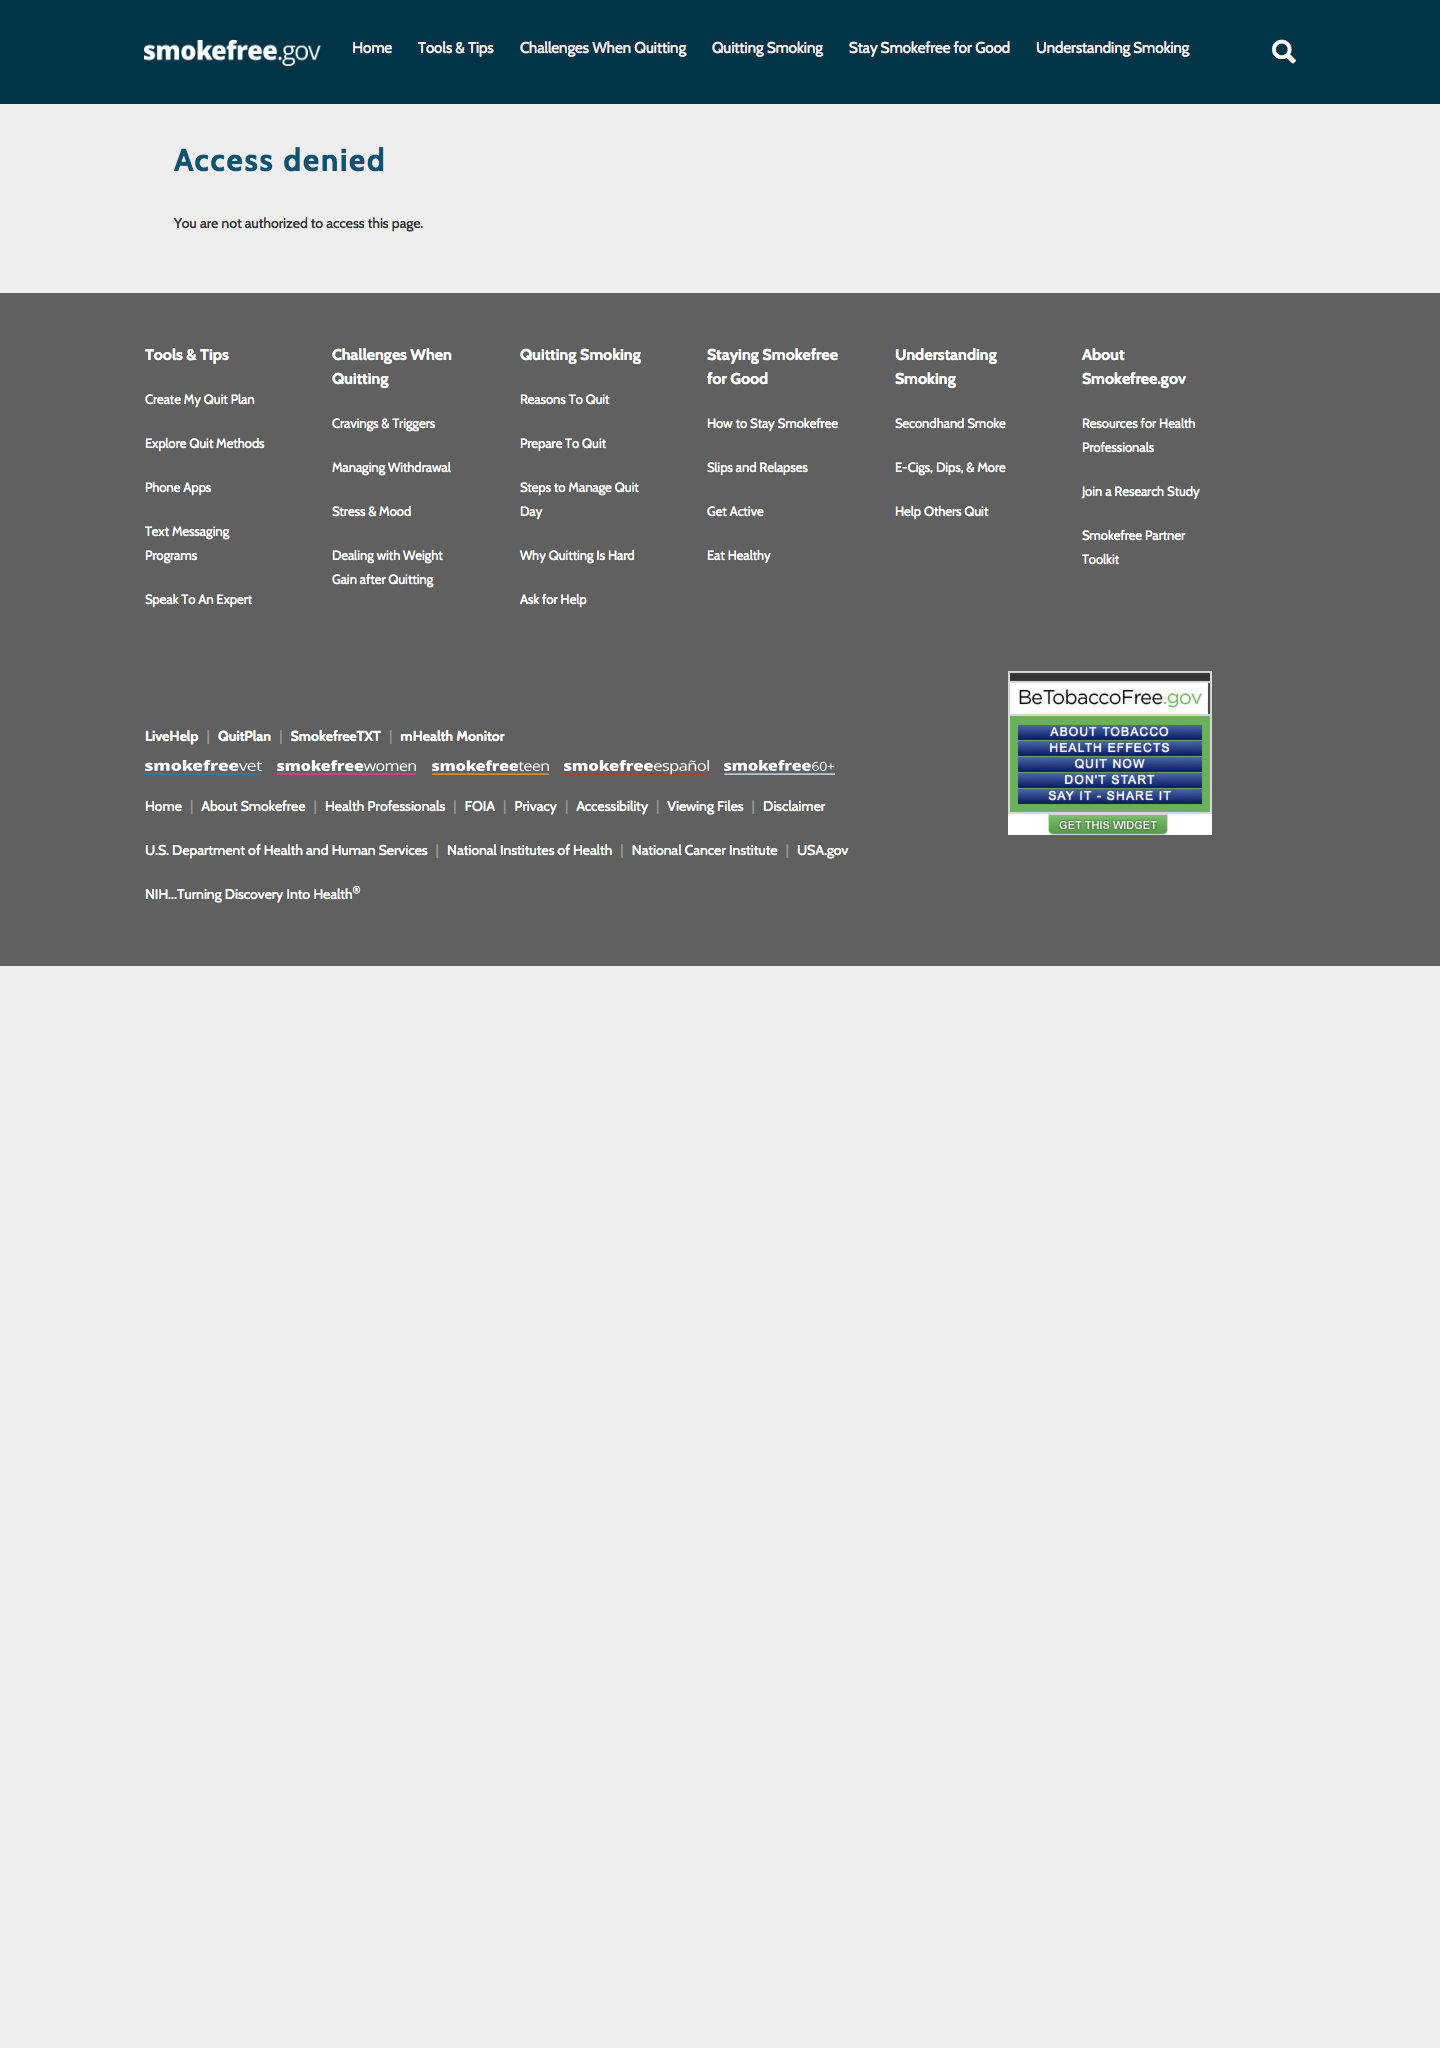 smokefree.gov
Home Tools & Tips Challenges When Quitting Quitting Smoking Stay Smokefree for Good Understanding Smoking
Access denied
You are not authorized to access this page.
Tools & Tips
Create My Quit Plan
Explore Quit Methods
Phone Apps
Text Messaging
Programs
Speak To An Expert
Challenges When
Quitting
Cravings & Triggers
Managing Withdrawal
Stress & Mood
Dealing with Weight
Gain after Quitting
Quitting Smoking
Reasons To Quit
Prepare To Quit
Steps to Manage Quit
Day
Why Quitting Is Hard
Ask for Help
Staying Smokefree
for Good
How to Stay Smokefree
Slips and Relapses
Get Active
Eat Healthy
Understanding
Smoking
Secondhand Smoke
E-Cigs, Dips, & More
Help Others Quit
About
Smokefree.gov
Resources for Health
Professionals
Join a Research Study
Smokefree Partner
Toolkit
LiveHelp | QuitPlan | SmokefreeTXT | mHealth Monitor
smokefreevet smokefreewomen smokefreeteen smokefreeespañol smokefree60+
Home | About Smokefree | Health Professionals | FOIA | Privacy | Accessibility | Viewing Files | Disclaimer
U.S. Department of Health and Human Services | National Institutes of Health | National Cancer Institute | USA.gov
NIH...Turning Discovery Into Health®
BeTobaccoFree.gov
ABOUT TOBACCO
HEALTH EFFECTS
QUIT NOW
DON'T START
SAY IT - SHARE IT
GET THIS WIDGET